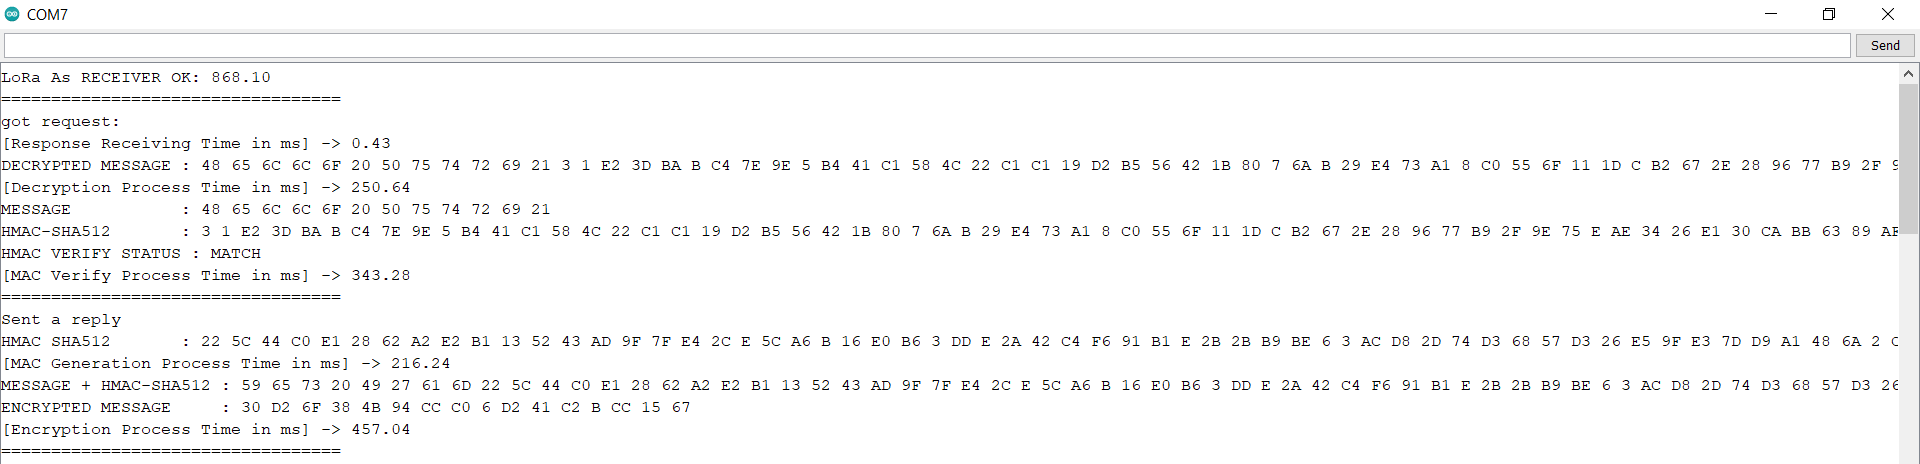 COM7
Send
LoRa As RECEIVER OK: 868.10
==================================
got request:
[Response Receiving Time in ms] -> 0.43
DECRYPTED MESSAGE : 48 65 6C 6C 6F 20 50 75 74 72 69 21 3 1 E2 3D BA B C4 7E 9E 5 B4 41 C1 58 4C 22 C1 C1 19 D2 B5 56 42 1B 80 7 6A B 29 E4 73 A1 8 C0 55 6F 11 1D C B2 67 2E 28 96 77 B9 2F 9
[Decryption Process Time in ms] -> 250.64
MESSAGE           : 48 65 6C 6C 6F 20 50 75 74 72 69 21
HMAC-SHA512       : 3 1 E2 3D BA B C4 7E 9E 5 B4 41 C1 58 4C 22 C1 C1 19 D2 B5 56 42 1B 80 7 6A B 29 E4 73 A1 8 C0 55 6F 11 1D C B2 67 2E 28 96 77 B9 2F 9E 75 E AE 34 26 E1 30 CA BB 63 89 AE
HMAC VERIFY STATUS : MATCH
[MAC Verify Process Time in ms] -> 343.28
==================================
Sent a reply
HMAC SHA512       : 22 5C 44 C0 E1 28 62 A2 E2 B1 13 52 43 AD 9F 7F E4 2C E 5C A6 B 16 E0 B6 3 DD E 2A 42 C4 F6 91 B1 E 2B 2B B9 BE 6 3 AC D8 2D 74 D3 68 57 D3 26 E5 9F E3 7D D9 A1 48 6A 2 C
[MAC Generation Process Time in ms] -> 216.24
MESSAGE + HMAC-SHA512 : 59 65 73 20 49 27 61 6D 22 5C 44 C0 E1 28 62 A2 E2 B1 13 52 43 AD 9F 7F E4 2C E 5C A6 B 16 E0 B6 3 DD E 2A 42 C4 F6 91 B1 E 2B 2B B9 BE 6 3 AC D8 2D 74 D3 68 57 D3 26
ENCRYPTED MESSAGE     : 30 D2 6F 38 4B 94 CC C0 6 D2 41 C2 B CC 15 67
[Encryption Process Time in ms] -> 457.04
==================================